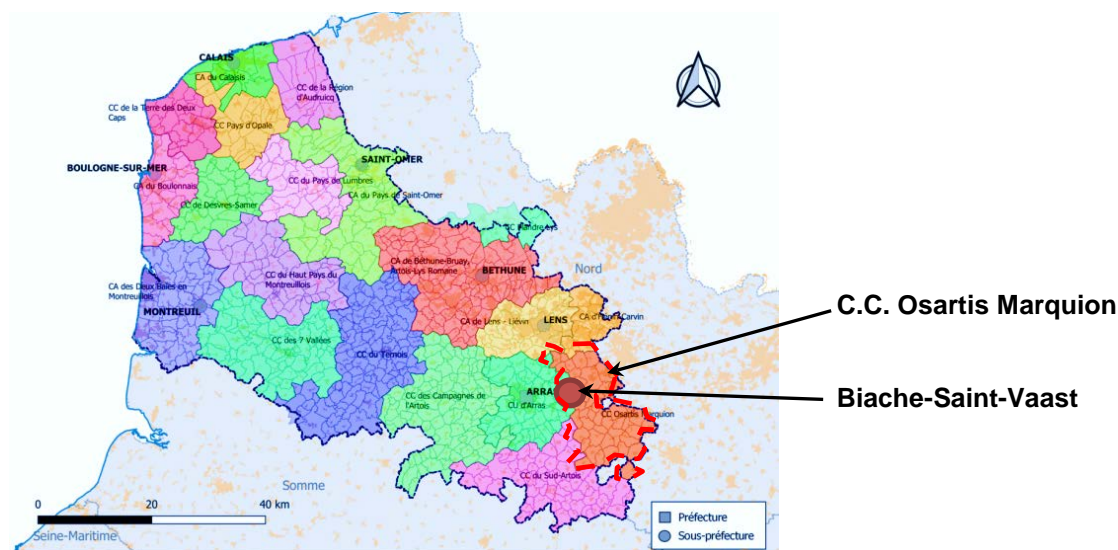 CALAIS
CA du Calaisis
CC de la Région
d'Audruicq
CC de la Terre des Deux
Caps
CC Pays d'Opale
SAINT-OMER
BOULOGNE-SUR-MER
CC du Pays de Lumbres
CA du Boulonnais
CA du Pays de Saint-Omer
CC de Desvres-Samer
CC Flandre Lys
CA de Béthune-Bruay,
Artois-Lys Romane
BETHUNE
Nord
CC du Haut Pays du
Montreuillois
CA des Deux Baies en
Montreuillois
MONTREUIL
LENS
CA de Lens - Liévin
CC des 7 Vallées
CC du Ternois
C.C. Osartis Marquion
ARRAS
Biache-Saint-Vaast
CC des Campagnes de
l'Artois
CU d'Arras
CC Osartis Marquion
CC du Sud-Artois
Somme
0 20 40 km
Seine-Maritime
Préfecture
Sous-préfecture